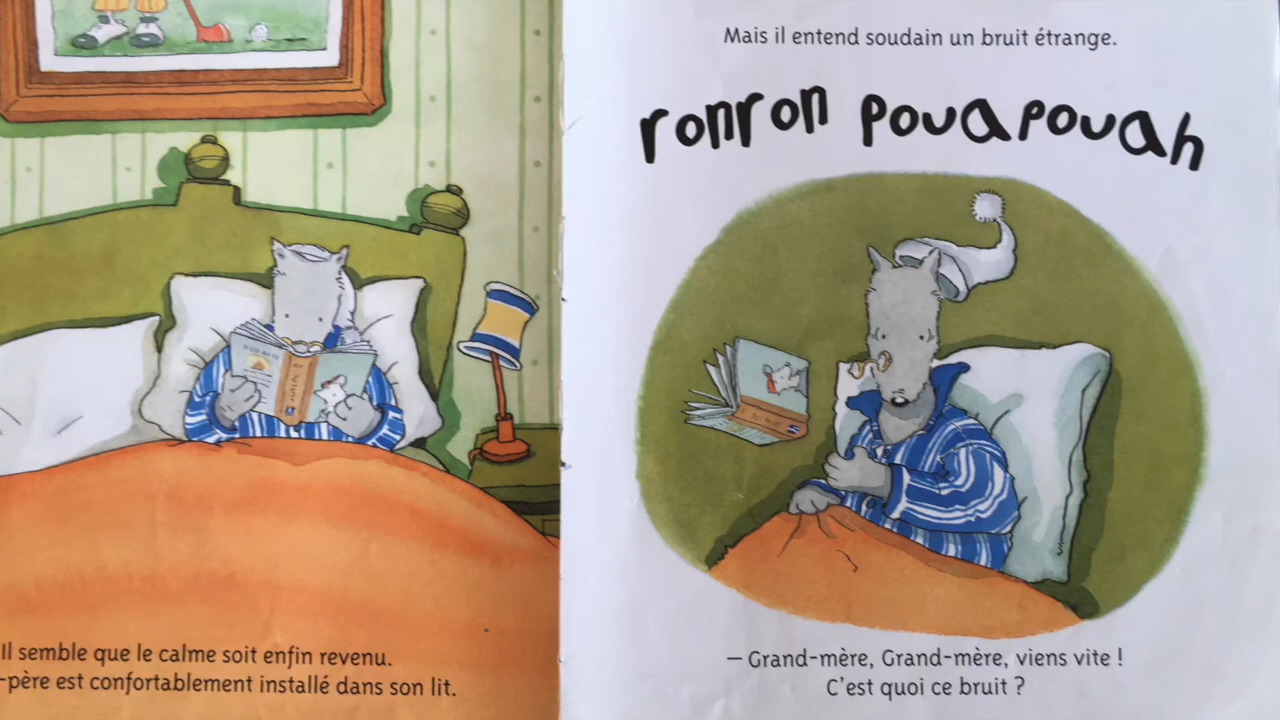 Il semble que le calme soit enfin revenu.
-père est confortablement installé dans son lit.
Mais il entend soudain un bruit étrange.
ronron pouapouah
— Grand-mère, Grand-mère, viens vite !
C'est quoi ce bruit ?